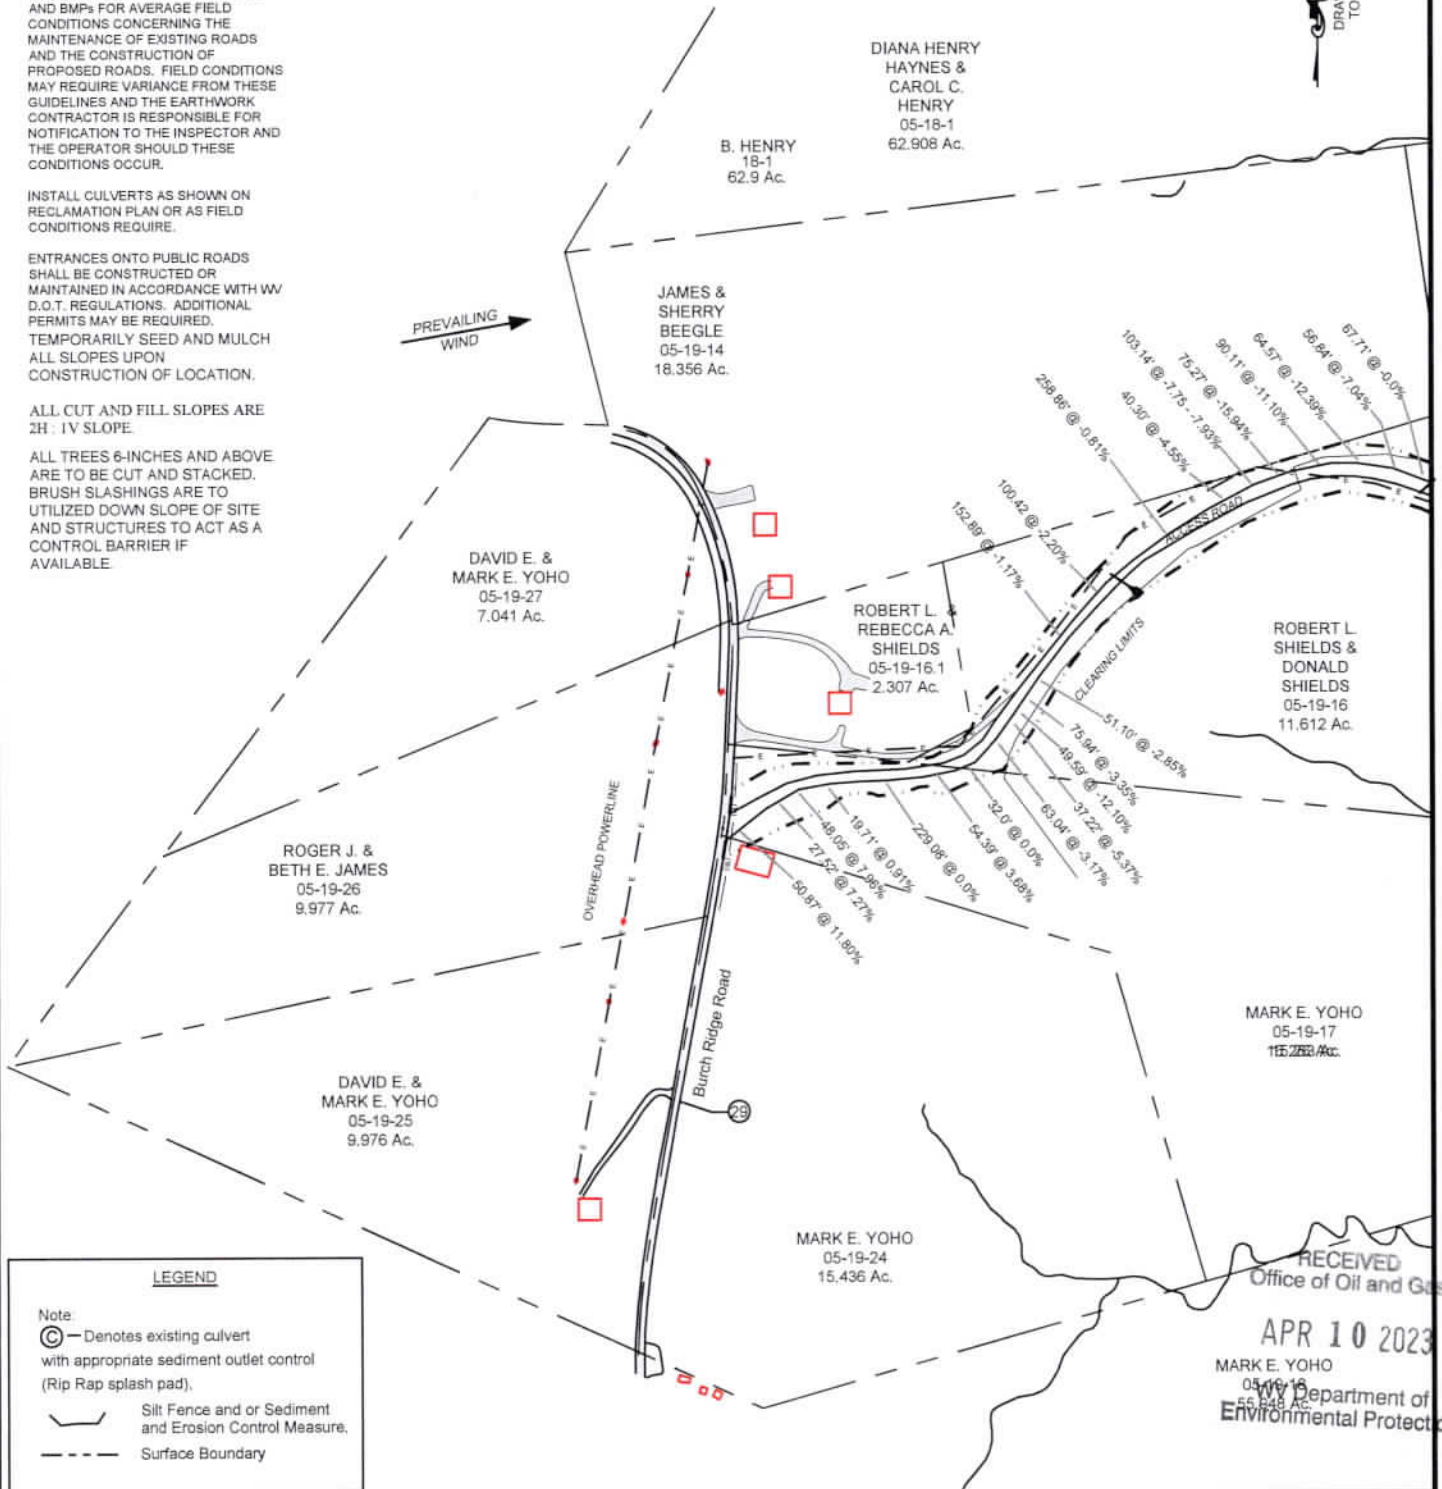 AND BMPs FOR AVERAGE FIELD
CONDITIONS CONCERNING THE
MAINTENANCE OF EXISTING ROADS
AND THE CONSTRUCTION OF
PROPOSED ROADS. FIELD CONDITIONS
MAY REQUIRE VARIANCE FROM THESE
GUIDELINES AND THE EARTHWORK
CONTRACTOR IS RESPONSIBLE FOR
NOTIFICATION TO THE INSPECTOR AND
THE OPERATOR SHOULD THESE
CONDITIONS OCCUR.
INSTALL CULVERTS AS SHOWN ON
RECLAMATION PLAN OR AS FIELD
CONDITIONS REQUIRE.
ENTRANCES ONTO PUBLIC ROADS
SHALL BE CONSTRUCTED OR
MAINTAINED IN ACCORDANCE WITH WV
D.O.T. REGULATIONS. ADDITIONAL
PERMITS MAY BE REQUIRED.
TEMPORARILY SEED AND MULCH
ALL SLOPES UPON
CONSTRUCTION OF LOCATION.
ALL CUT AND FILL SLOPES ARE
2H : 1V SLOPE.
ALL TREES 6-INCHES AND ABOVE
ARE TO BE CUT AND STACKED.
BRUSH SLASHINGS ARE TO
UTILIZED DOWN SLOPE OF SITE
AND STRUCTURES TO ACT AS A
CONTROL BARRIER IF
AVAILABLE.
TO
DIANA HENRY
HAYNES &
CAROL C.
HENRY
05-18-1
62.908 Ac.
B. HENRY
18-1
62.9 Ac.
PREVAILING
WIND
JAMES &
SHERRY
BEEGLE
05-19-14
18.356 Ac.
258.86' @ -0.81%
103.14' @ -7.75 - -7.93%
40.30' @ -4.55%
75.27' @ -15.94%
90.11' @ -11.10%
64.57' @ -12.39%
56.84' @ -7.04%
67.71' @ -0.0%
152.89' @ -1.17%
100.42 @ -2.20%
ACCESS ROAD
CLEARING LIMITS
DAVID E. &
MARK E. YOHO
05-19-27
7.041 Ac.
ROBERT L. &
REBECCA A.
SHIELDS
05-19-16.1
2.307 Ac.
ROBERT L.
SHIELDS &
DONALD
SHIELDS
05-19-16
11.612 Ac.
51.10' @ -2.85%
75.94' @ -3.35%
49.59' @ -12.10%
37.22' @ -5.37%
63.04' @ -3.17%
32.0' @ 0.0%
54.39' @ 3.68%
229.08' @ 0.0%
19.71' @ 0.91%
48.05' @ 7.96%
27.52' @ 7.27%
50.87' @ 11.80%
OVERHEAD POWERLINE
E
ROGER J. &
BETH E. JAMES
05-19-26
9.977 Ac.
Burch Ridge Road
29
DAVID E. &
MARK E. YOHO
05-19-25
9.976 Ac.
MARK E. YOHO
05-19-17
MARK E. YOHO
05-19-24
15.436 Ac.
RECEIVED
Office of Oil and Gas
APR 10 2023
MARK E. YOHO
05-19-18
55.848 Ac.
WV Department of
Environmental Protectio
LEGEND
Note:
C — Denotes existing culvert
with appropriate sediment outlet control
(Rip Rap splash pad).
Silt Fence and or Sediment
and Erosion Control Measure.
Surface Boundary